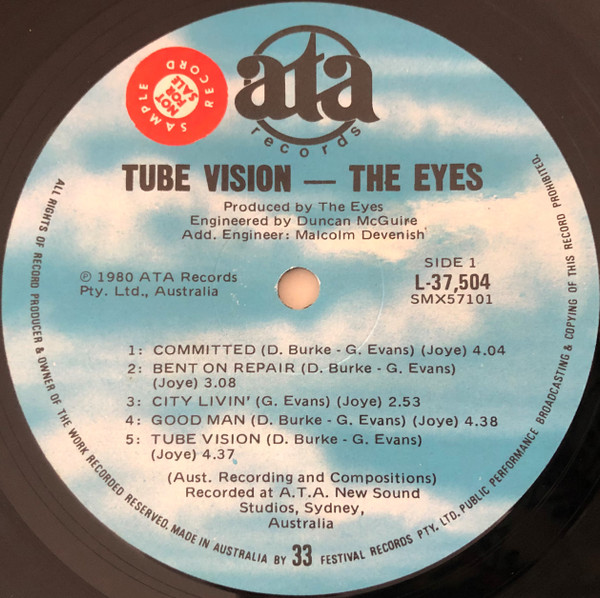 SAMPLE RECORD
NOT
FOR
SALE
ata
records
TUBE VISION — THE EYES
Produced by The Eyes
Engineered by Duncan McGuire
Add. Engineer: Malcolm Devenish
℗ 1980 ATA Records
Pty. Ltd., Australia
SIDE 1
L-37,504
SMX57101
1: COMMITTED (D. Burke - G. Evans) (Joye) 4.04
2: BENT ON REPAIR (D. Burke - G. Evans)
(Joye) 3.08
3: CITY LIVIN' (G. Evans) (Joye) 2.53
4: GOOD MAN (D. Burke - G. Evans) (Joye) 4.38
5: TUBE VISION (D. Burke - G. Evans)
(Joye) 4.37
(Aust. Recording and Compositions)
Recorded at A.T.A. New Sound
Studios, Sydney,
Australia
ALL RIGHTS OF RECORD PRODUCER & OWNER OF THE WORK RECORDED RESERVED. MADE IN AUSTRALIA BY 33 FESTIVAL RECORDS PTY. LTD. PUBLIC PERFORMANCE BROADCASTING & COPYING OF THIS RECORD PROHIBITED.